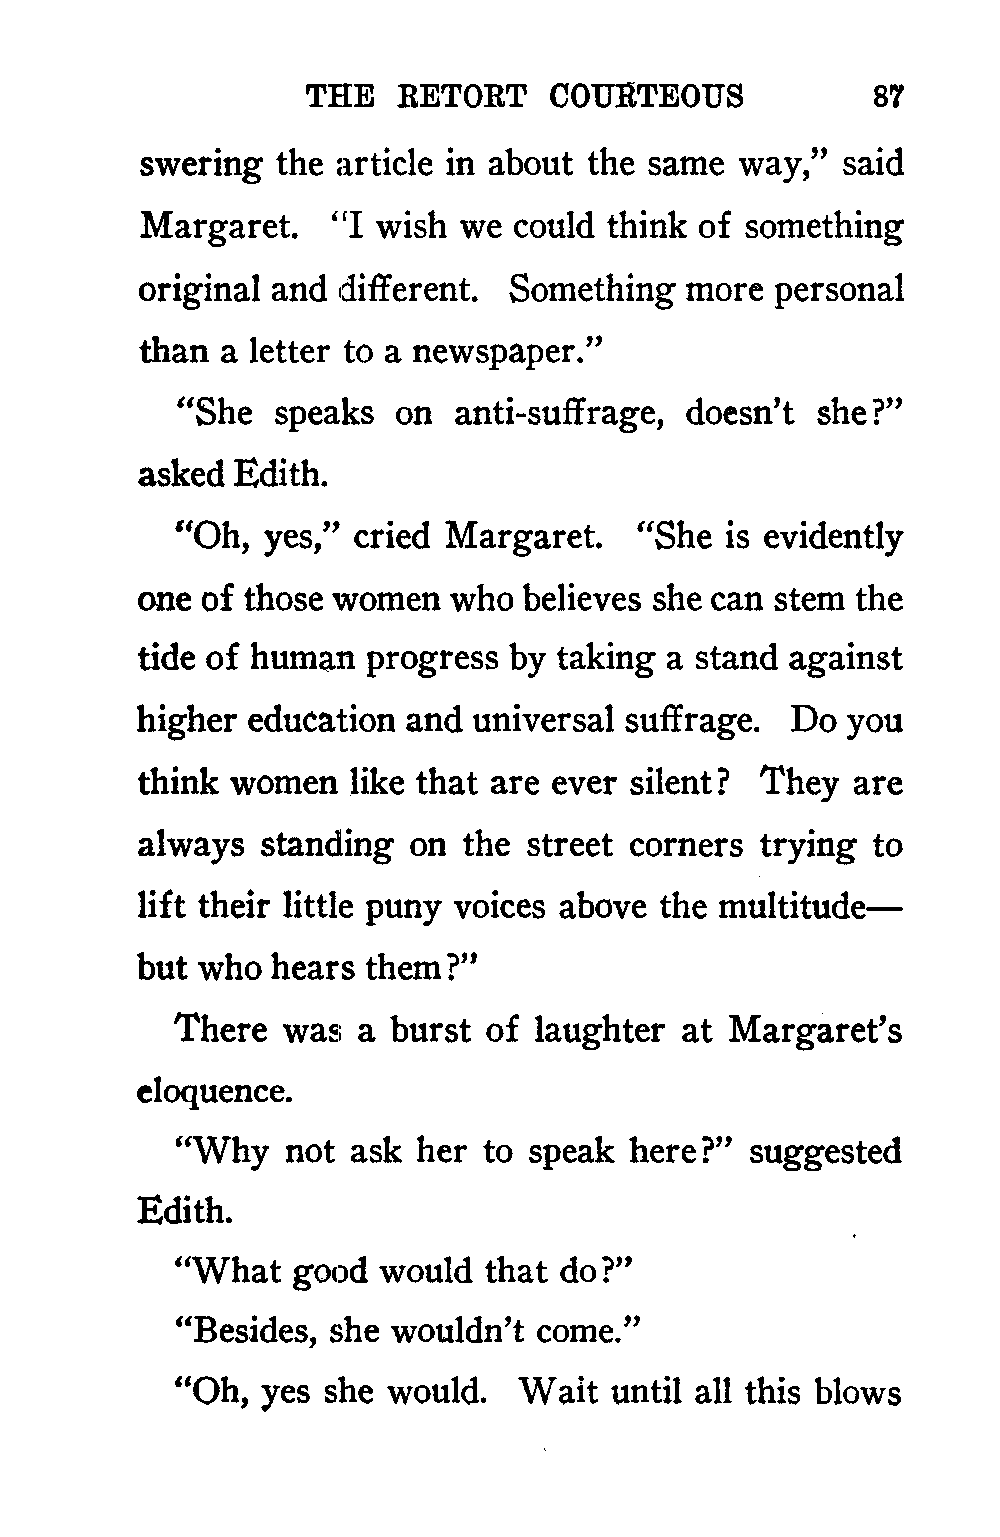 THE RETORT COURTEOUS 87
swering the article in about the same way,” said
Margaret. “I wish we could think of something
original and different. Something more personal
than a letter to a newspaper.”
“She speaks on anti-suffrage, doesn’t she?”
asked Edith.
“Oh, yes,” cried Margaret. “She is evidently
one of those women who believes she can stem the
tide of human progress by taking a stand against
higher education and universal suffrage. Do you
think women like that are ever silent? They are
always standing on the street corners trying to
lift their little puny voices above the multitude—
but who hears them?”
There was a burst of laughter at Margaret’s
eloquence.
“Why not ask her to speak here?” suggested
Edith.
“What good would that do?”
“Besides, she wouldn’t come.”
“Oh, yes she would. Wait until all this blows